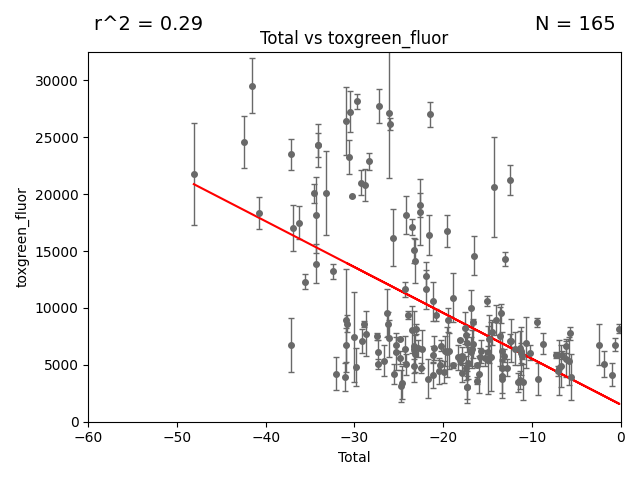 r^2 = 0.29
N = 165
Total vs toxgreen_fluor
30000
25000
20000
15000
10000
5000
0
toxgreen_fluor
−60
−50
−40
−30
−20
−10
0
Total